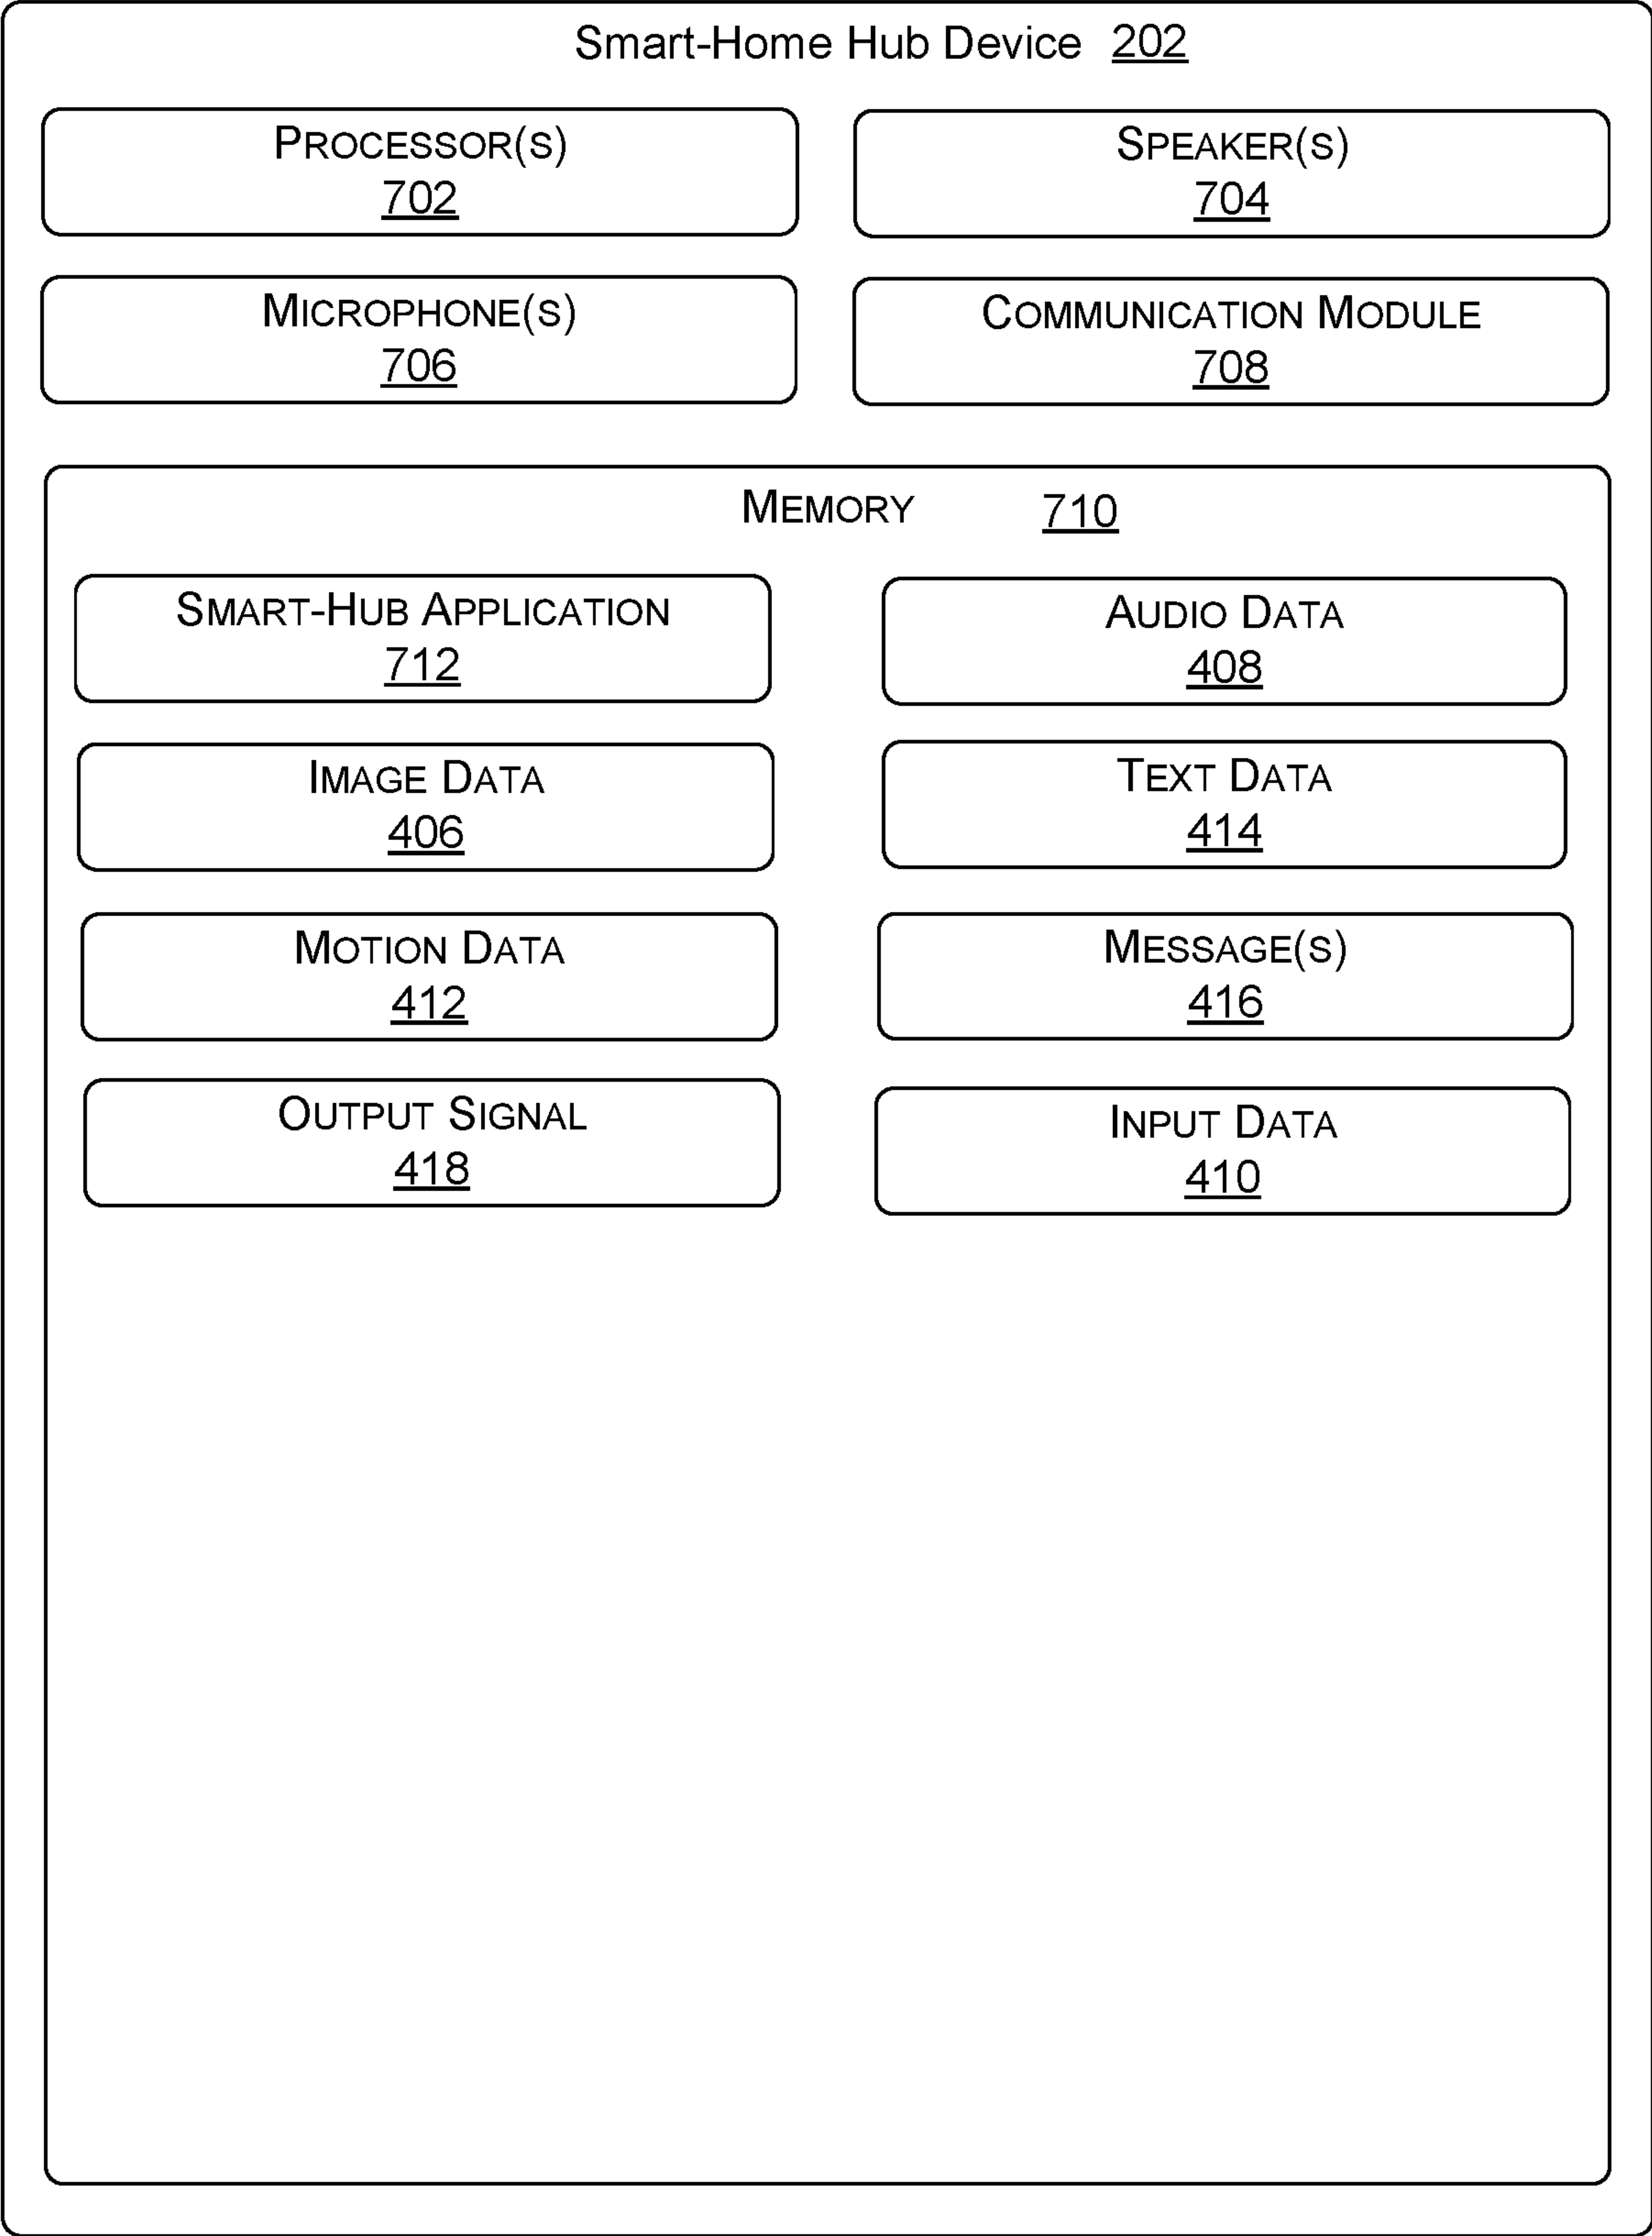 Smart-Home Hub Device 202
PROCESSOR(S)
702
SPEAKER(S)
704
MICROPHONE(S)
706
COMMUNICATION MODULE
708
MEMORY 710
SMART-HUB APPLICATION
712
AUDIO DATA
408
IMAGE DATA
406
TEXT DATA
414
MOTION DATA
412
MESSAGE(S)
416
OUTPUT SIGNAL
418
INPUT DATA
410